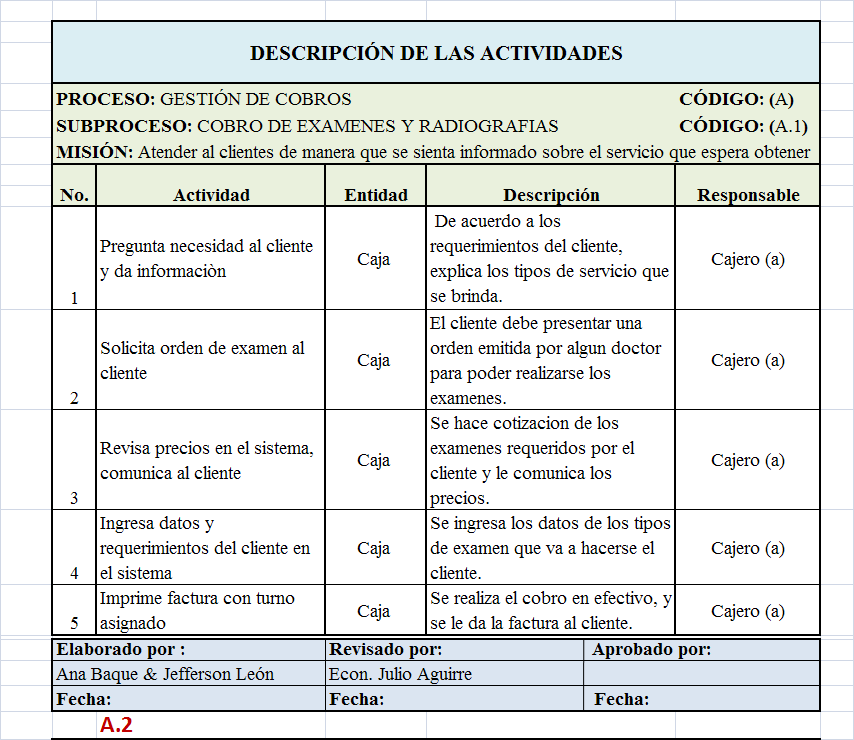 DESCRIPCIÓN DE LAS ACTIVIDADES
PROCESO: GESTIÓN DE COBROS CÓDIGO: (A)
SUBPROCESO: COBRO DE EXAMENES Y RADIOGRAFIAS CÓDIGO: (A.1)
MISIÓN: Atender al clientes de manera que se sienta informado sobre el servicio que espera obtener
No. Actividad Entidad Descripción Responsable
1
Pregunta necesidad al cliente
y da informaciòn
Caja
De acuerdo a los
requerimientos del cliente,
explica los tipos de servicio que
se brinda.
Cajero (a)
2
Solicita orden de examen al
cliente
Caja
El cliente debe presentar una
orden emitida por algun doctor
para poder realizarse los
examenes.
Cajero (a)
3
Revisa precios en el sistema,
comunica al cliente
Caja
Se hace cotizacion de los
examenes requeridos por el
cliente y le comunica los
precios.
Cajero (a)
4
Ingresa datos y
requerimientos del cliente en
el sistema
Caja
Se ingresa los datos de los tipos
de examen que va a hacerse el
cliente.
Cajero (a)
5
Imprime factura con turno
asignado
Caja
Se realiza el cobro en efectivo, y
se le da la factura al cliente.
Cajero (a)
Elaborado por : Revisado por: Aprobado por:
Ana Baque & Jefferson León Econ. Julio Aguirre
Fecha: Fecha: Fecha:
A.2